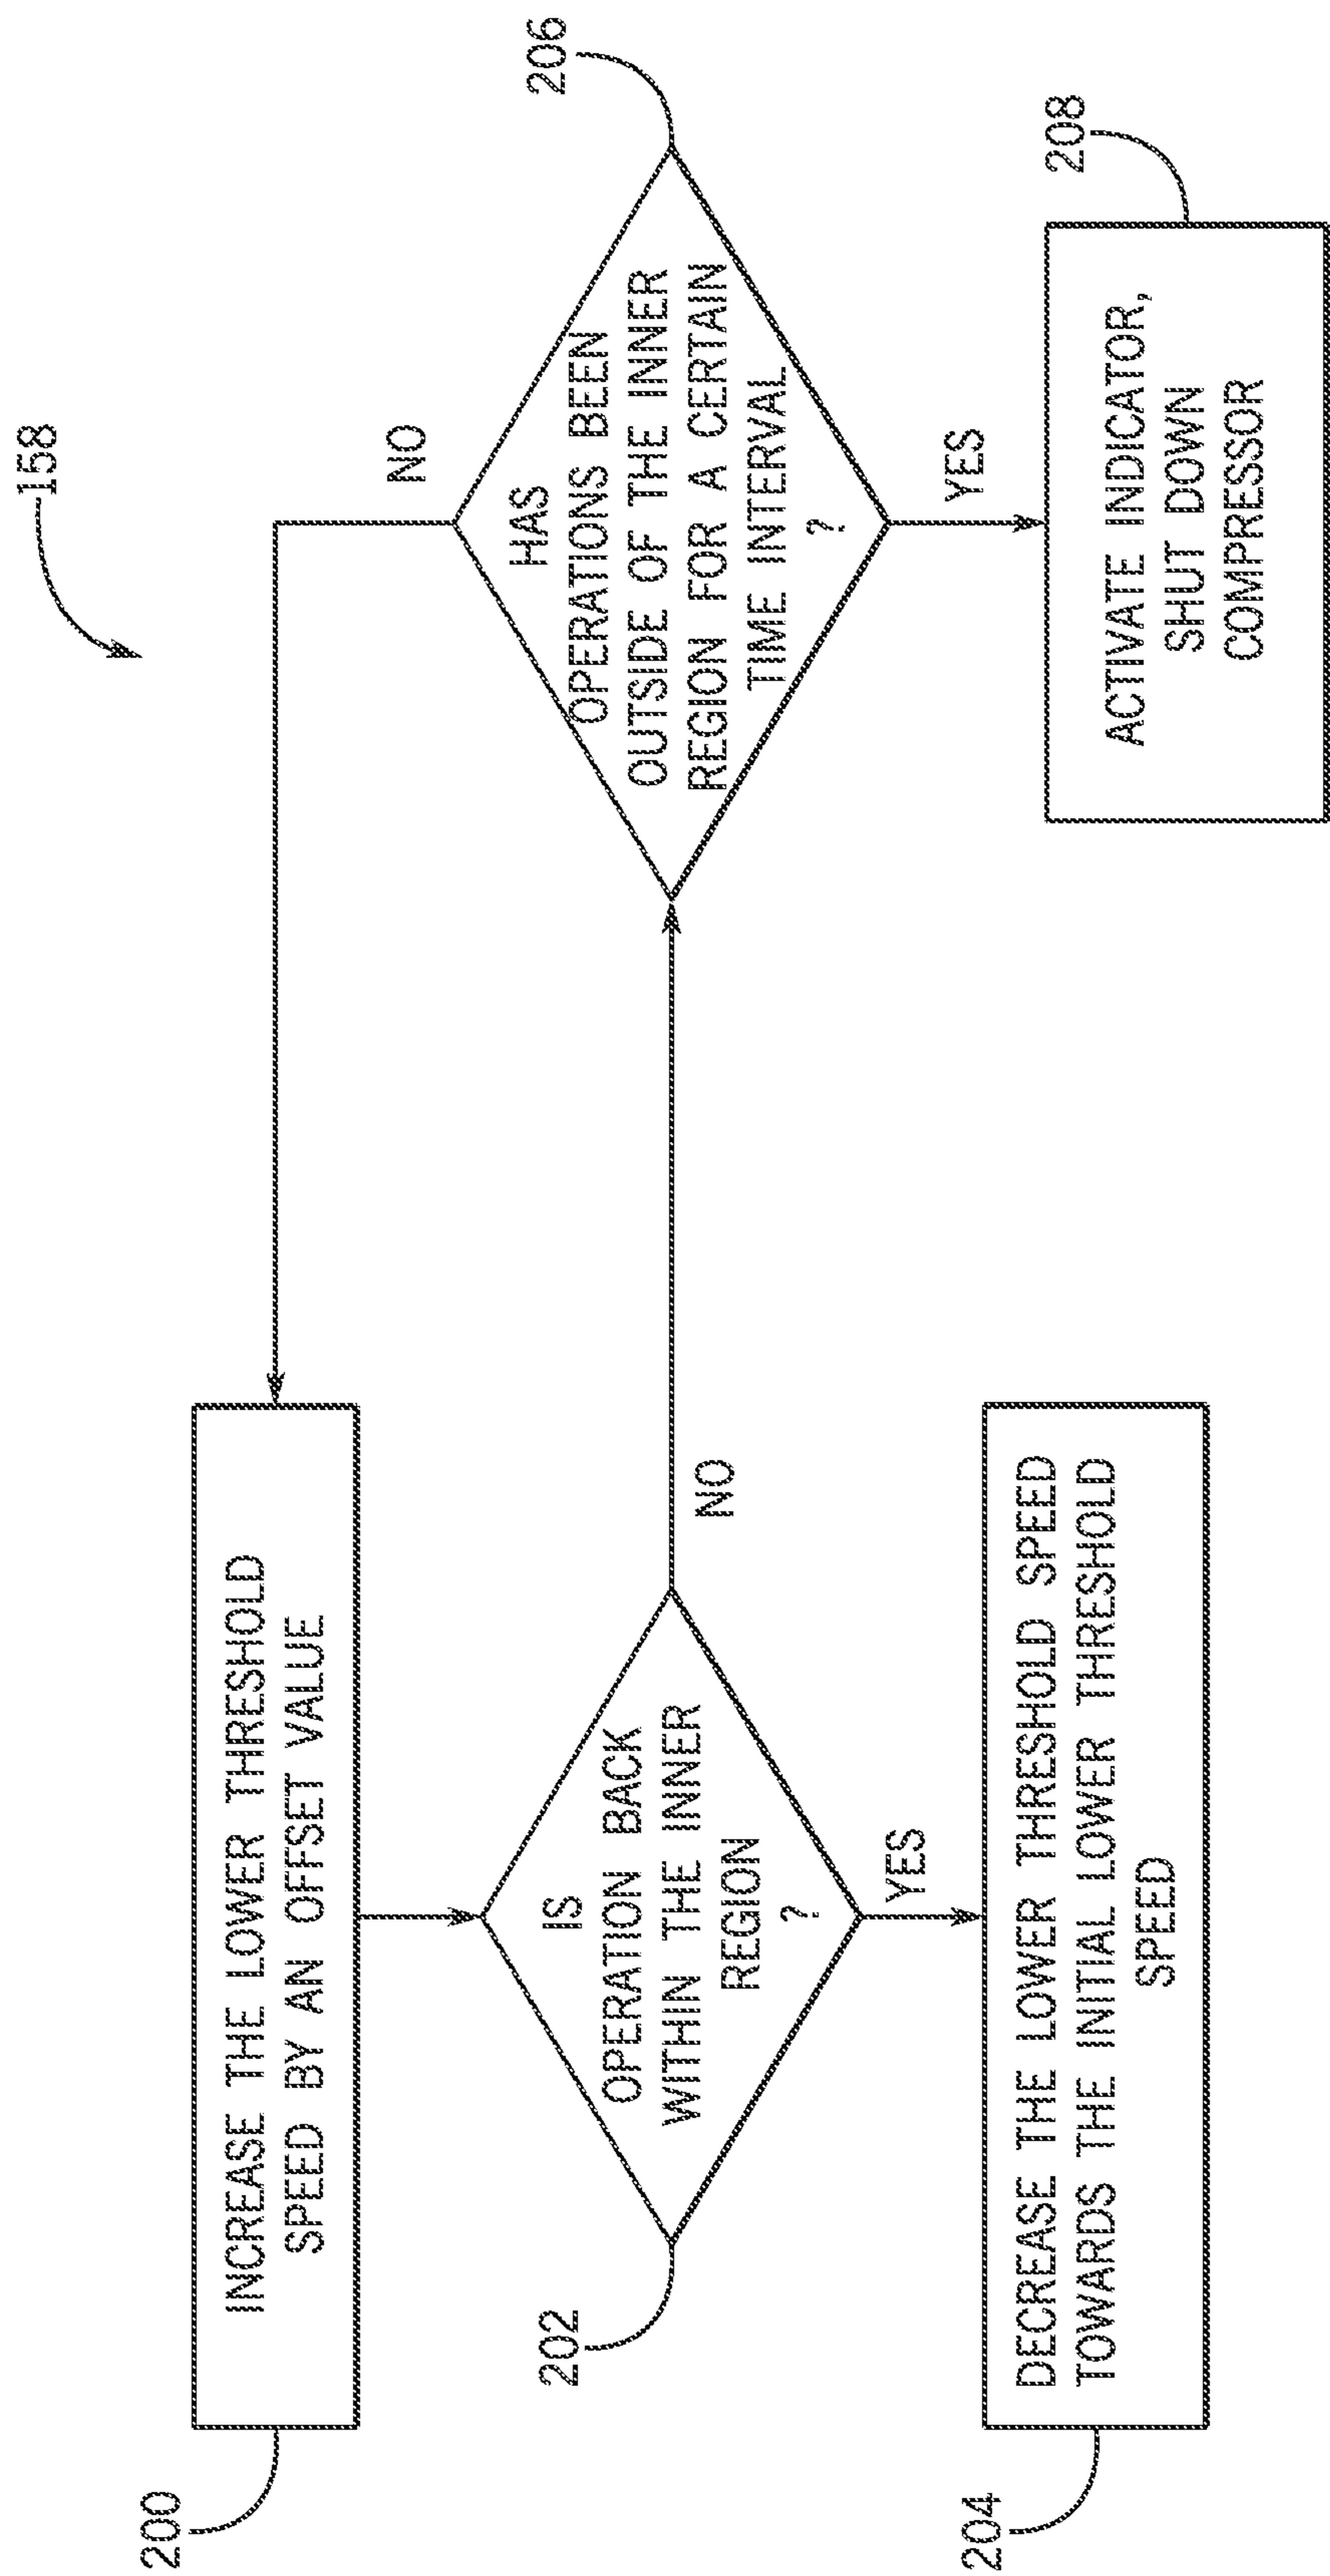 158
200
INCREASE THE LOWER THRESHOLD
SPEED BY AN OFFSET VALUE
202
IS
OPERATION BACK
WITHIN THE INNER
REGION
?
NO
YES
204
DECREASE THE LOWER THRESHOLD SPEED
TOWARDS THE INITIAL LOWER THRESHOLD
SPEED
206
HAS
OPERATIONS BEEN
OUTSIDE OF THE INNER
REGION FOR A CERTAIN
TIME INTERVAL
?
NO
YES
208
ACTIVATE INDICATOR,
SHUT DOWN
COMPRESSOR